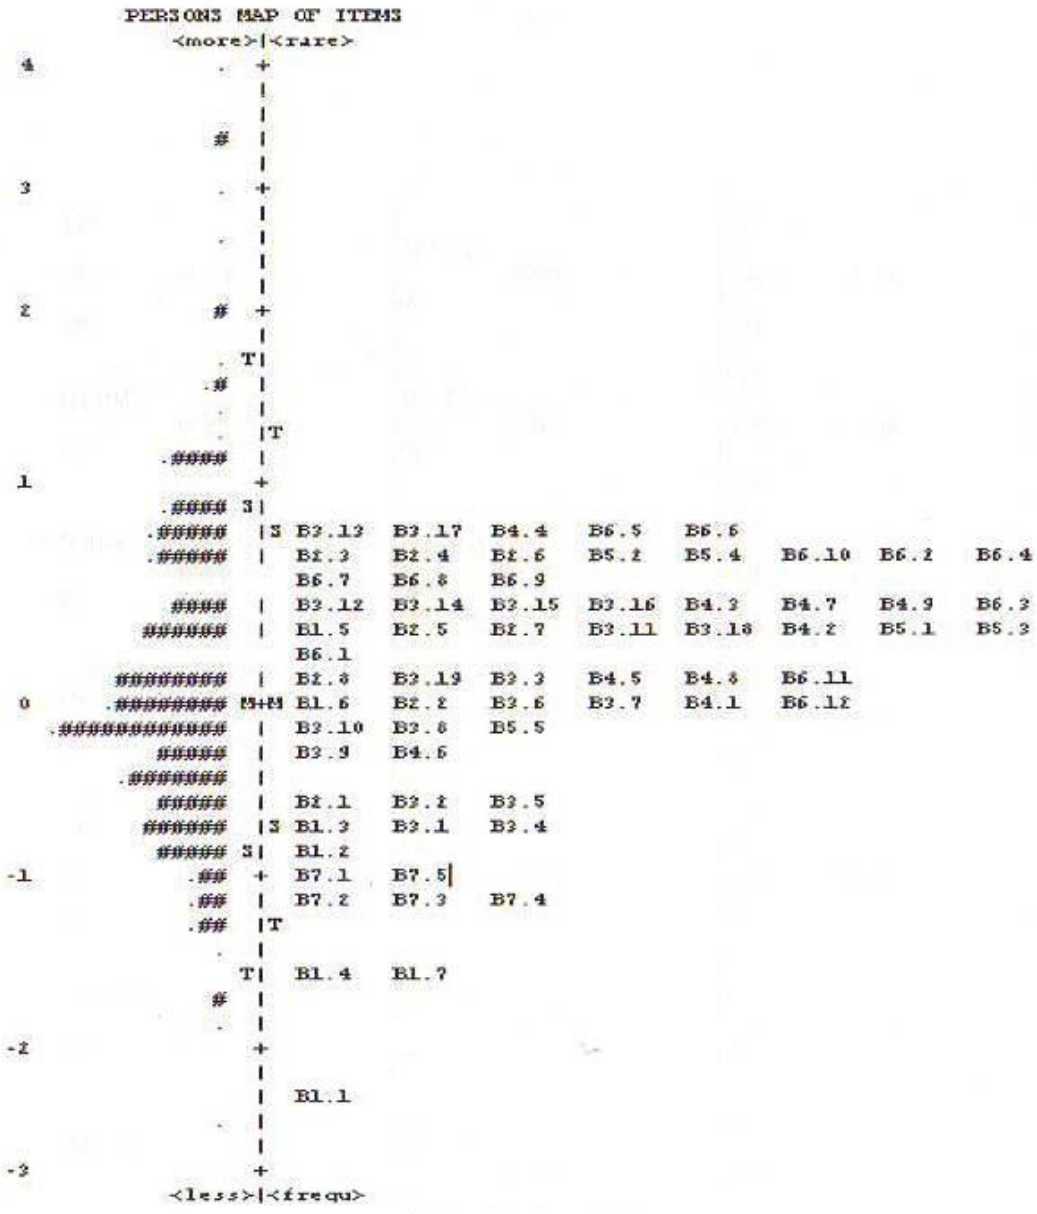 PERSONS MAP OF ITEMS
<more>|<rare>
4 . +
|
|
# |
|
3 . +
|
. |
|
2 # +
|
. T|
.# |
. |
. |T
.#### |
1 +
.#### S|
.##### |S B3.13 B3.17 B4.4 B6.5 B6.6
.##### | B2.3 B2.4 B2.6 B5.2 B5.4 B6.10 B6.2 B6.4
B6.7 B6.8 B6.9
#### | B3.12 B3.14 B3.15 B3.16 B4.3 B4.7 B4.9 B6.3
###### | B1.5 B2.5 B2.7 B3.11 B3.18 B4.2 B5.1 B5.3
B6.1
######## | B2.8 B3.19 B3.3 B4.5 B4.8 B6.11
0 .######## M+M B1.6 B2.2 B3.6 B3.7 B4.1 B6.12
.############ | B3.10 B3.8 B5.5
##### | B3.9 B4.6
.####### |
##### | B2.1 B3.2 B3.5
###### |S B1.3 B3.1 B3.4
##### S| B1.2
-1 .## + B7.1 B7.5
.## | B7.2 B7.3 B7.4
.## |T
. |
T| B1.4 B1.7
# |
. |
-2 +
|
| B1.1
. |
|
-3 +
<less>|<frequ>